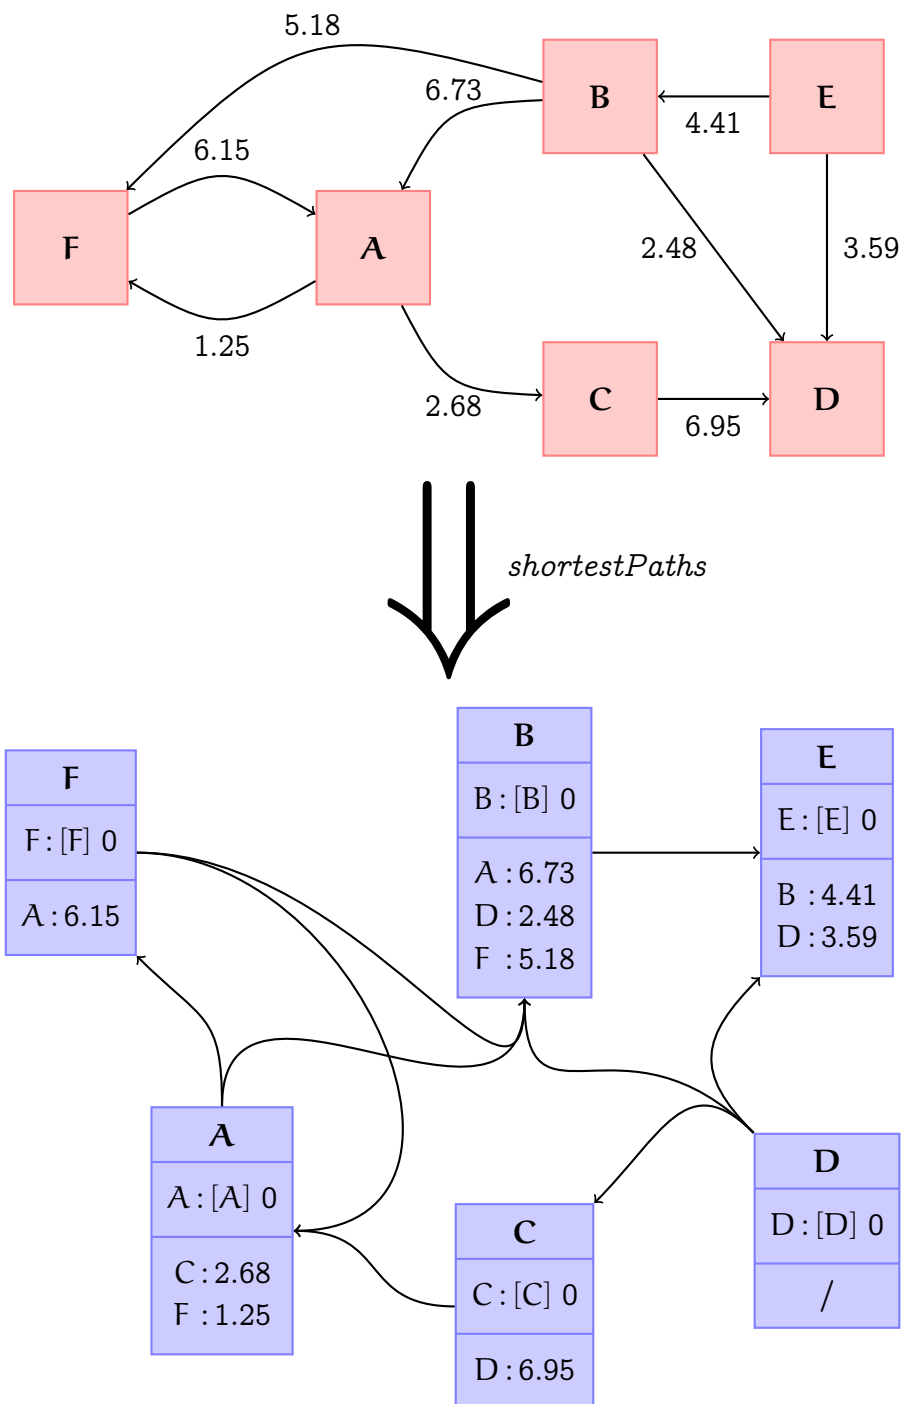 5.18
6.73
B
E
4.41
6.15
F
A
2.48
3.59
1.25
2.68
C
D
6.95
shortestPaths
B
B : [B] 0
A : 6.73
D : 2.48
F : 5.18
E
E : [E] 0
B : 4.41
D : 3.59
F
F : [F] 0
A : 6.15
A
A : [A] 0
C : 2.68
F : 1.25
C
C : [C] 0
D : 6.95
D
D : [D] 0
/